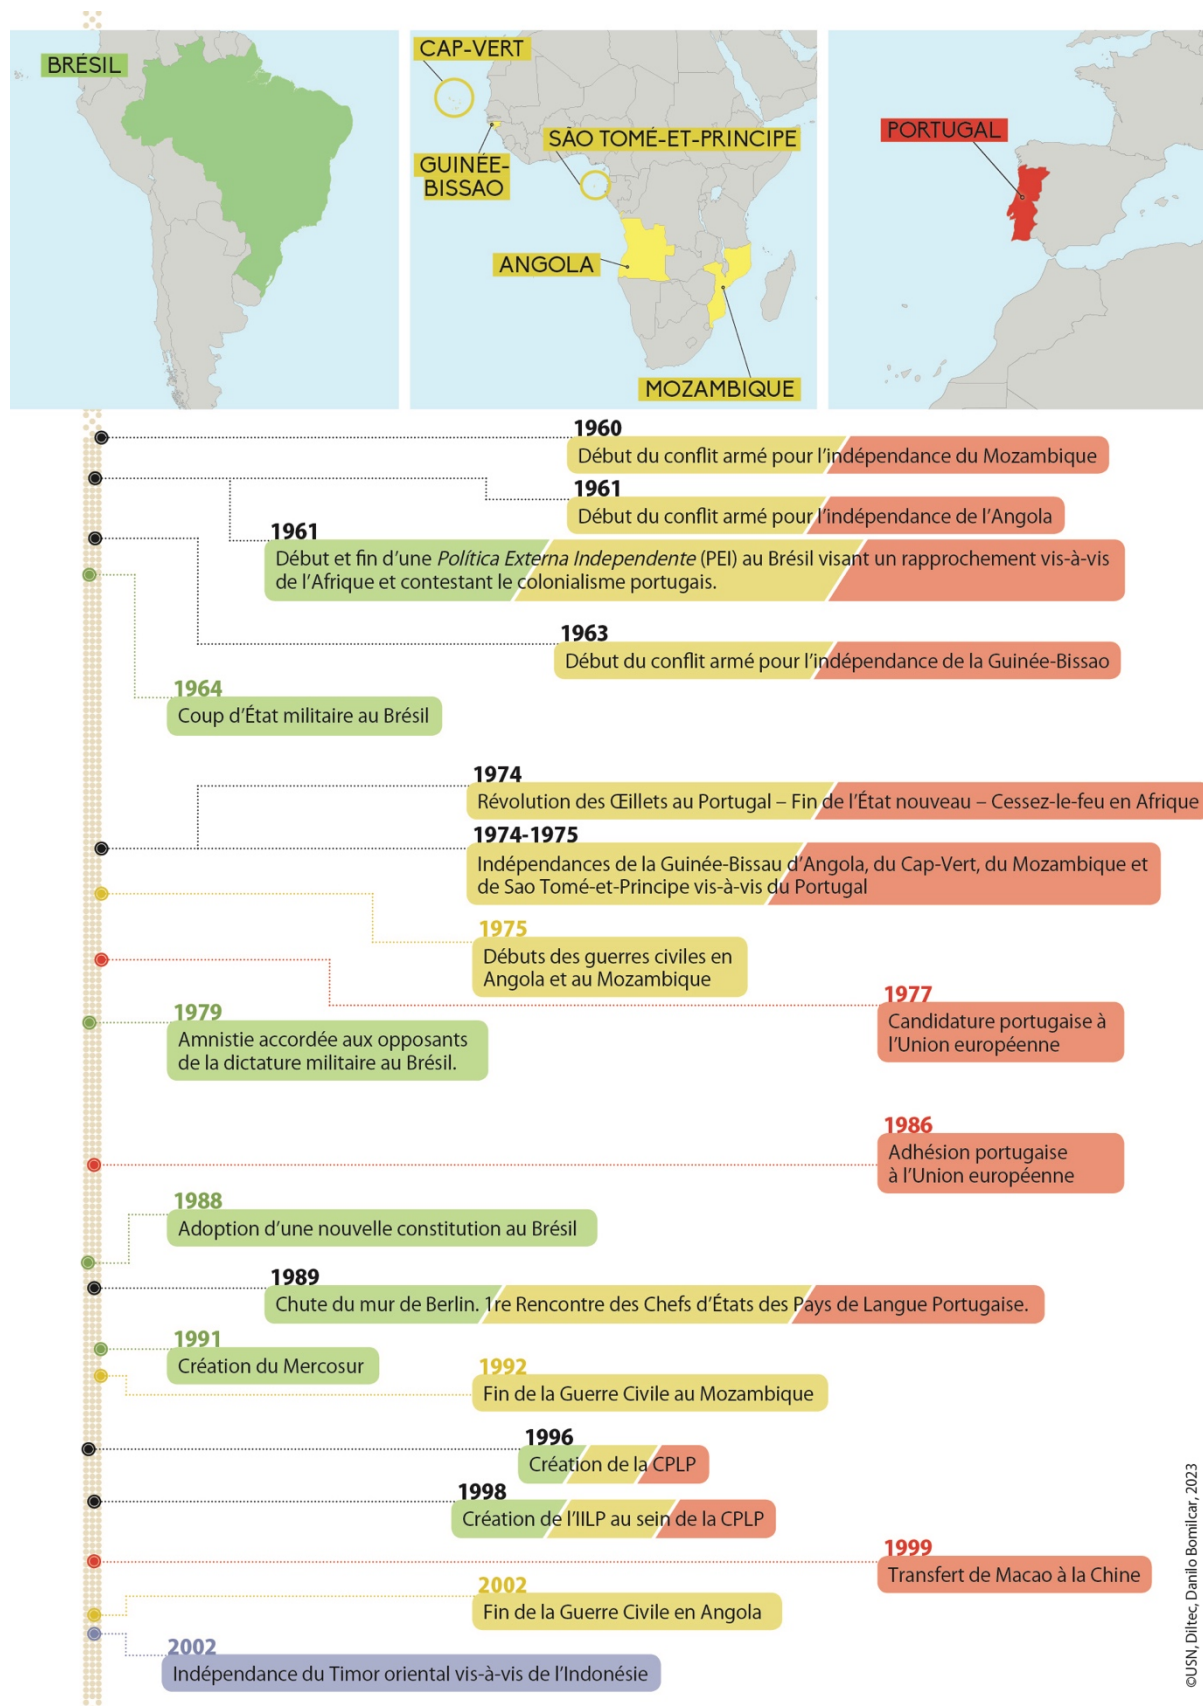 BRÉSIL
CAP-VERT
GUINÉE-
BISSAO
SÃO TOMÉ-ET-PRINCIPE
ANGOLA
MOZAMBIQUE
PORTUGAL
1960
Début du conflit armé pour l’indépendance du Mozambique
1961
Début du conflit armé pour l’indépendance de l’Angola
1961
Début et fin d’une Política Externa Independente (PEI) au Brésil visant un rapprochement vis-à-vis
de l’Afrique et contestant le colonialisme portugais.
1963
Début du conflit armé pour l’indépendance de la Guinée-Bissao
1964
Coup d’État militaire au Brésil
1974
Révolution des Œillets au Portugal – Fin de l’État nouveau – Cessez-le-feu en Afrique
1974-1975
Indépendances de la Guinée-Bissau d’Angola, du Cap-Vert, du Mozambique et
de Sao Tomé-et-Principe vis-à-vis du Portugal
1975
Débuts des guerres civiles en
Angola et au Mozambique
1977
Candidature portugaise à
l’Union européenne
1979
Amnistie accordée aux opposants
de la dictature militaire au Brésil.
1986
Adhésion portugaise
à l’Union européenne
1988
Adoption d’une nouvelle constitution au Brésil
1989
Chute du mur de Berlin. 1re Rencontre des Chefs d’États des Pays de Langue Portugaise.
1991
Création du Mercosur
1992
Fin de la Guerre Civile au Mozambique
1996
Création de la CPLP
1998
Création de l’IILP au sein de la CPLP
1999
Transfert de Macao à la Chine
2002
Fin de la Guerre Civile en Angola
2002
Indépendance du Timor oriental vis-à-vis de l’Indonésie
©USN, Diltec, Danilo Bomilcar, 2023